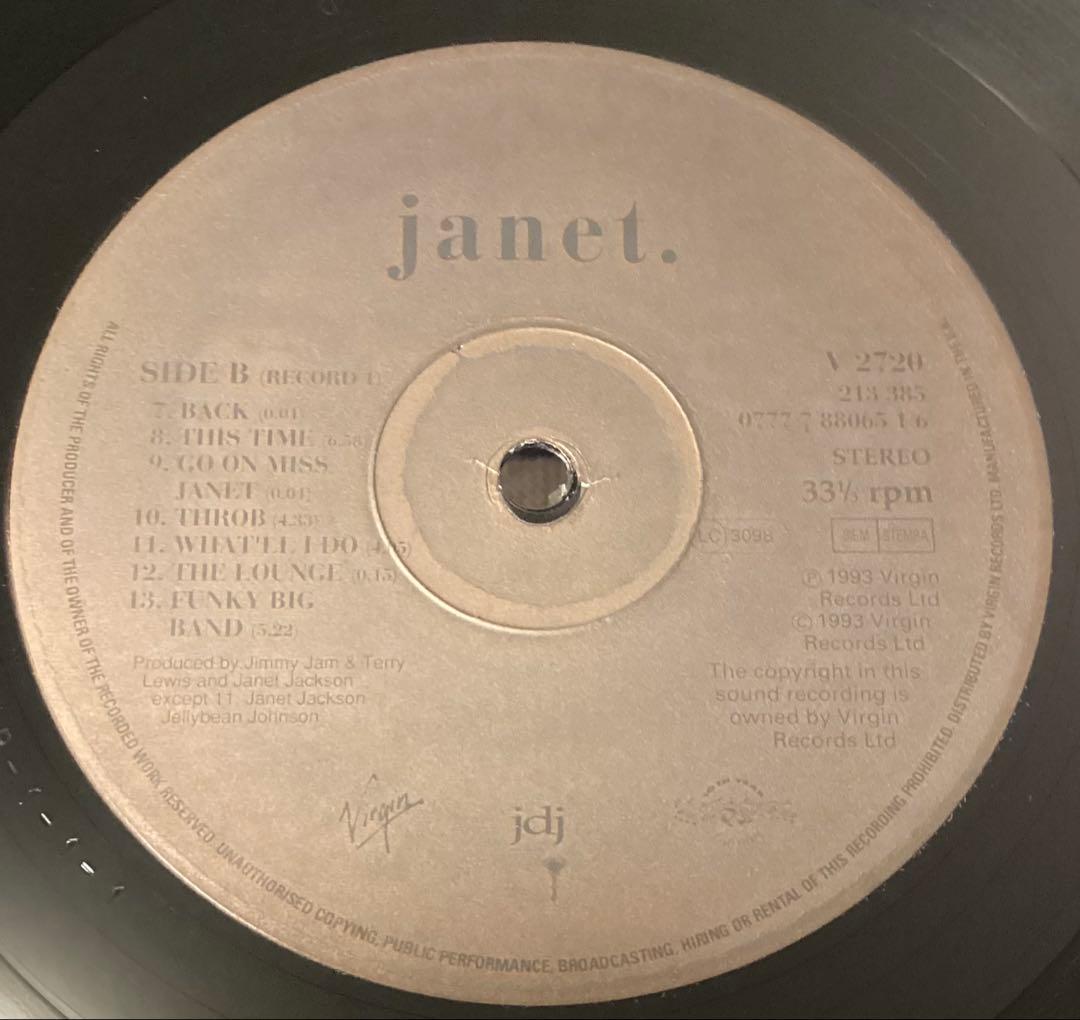 janet.
SIDE B (RECORD 1)
7. BACK (0.01)
8. THIS TIME (6.58)
9. GO ON MISS
JANET (0.01)
10. THROB (4.33)
11. WHAT'LL I DO
12. THE LOUNGE (0.15)
13. FUNKY BIG
BAND (5.22)
Produced by Jimmy Jam & Terry
Lewis and Janet Jackson
except 11. Janet Jackson
Jellybean Johnson
V 2720
213 385
0777 7 88065 1 6
STEREO
33⅓ rpm
LC 3098
BIEM STEMRA
℗ 1993 Virgin
Records Ltd
© 1993 Virgin
Records Ltd
The copyright in this
sound recording is
owned by Virgin
Records Ltd
Virgin
jdj
ALL RIGHTS OF THE PRODUCER AND OF THE OWNER OF THE RECORDED WORK RESERVED. UNAUTHORISED COPYING, PUBLIC PERFORMANCE, BROADCASTING, HIRING OR RENTAL OF THIS RECORDING PROHIBITED. DISTRIBUTED BY VIRGIN RECORDS LTD. MANUFACTURED IN THE